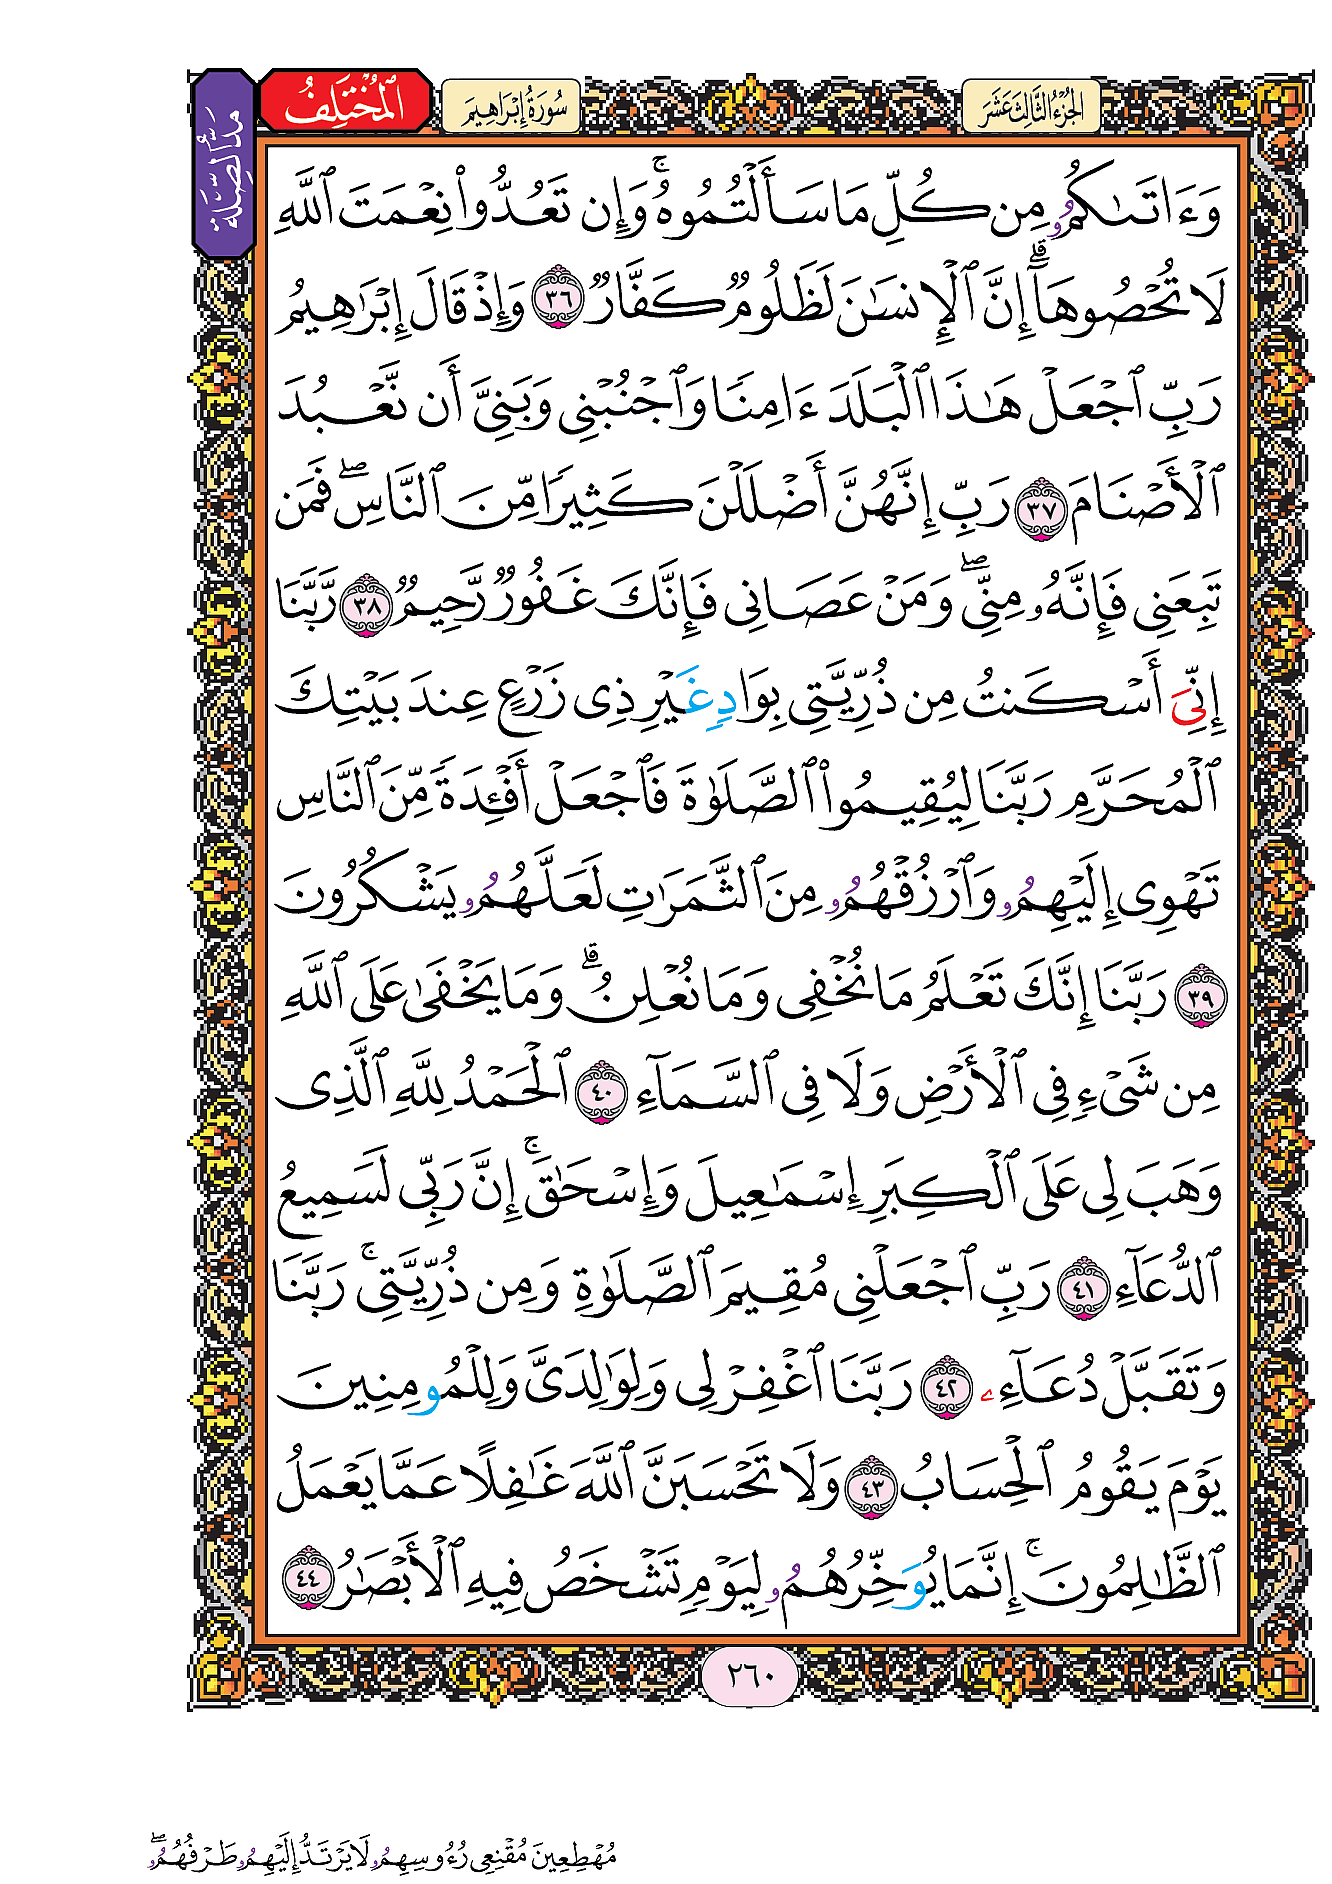 الجُزْءُ الثَّالِثَ عَشَرَ
سُورَةُ إِبْرَاهِيمَ
المُخْتَلِفُ
مَدُّ الصِّلَة
وَءَاتَىٰكُمُۥ مِن كُلِّ مَا سَأَلْتُمُوهُۚ وَإِن تَعُدُّوا۟ نِعْمَتَ ٱللَّهِ
لَا تُحْصُوهَآۗ إِنَّ ٱلْإِنسَـٰنَ لَظَلُومٌ كَفَّارٌ ٣٦ وَإِذْ قَالَ إِبْرَٰهِيمُ
رَبِّ ٱجْعَلْ هَـٰذَا ٱلْبَلَدَ ءَامِنًا وَٱجْنُبْنِى وَبَنِىَّ أَن نَّعْبُدَ
ٱلْأَصْنَامَ ٣٧ رَبِّ إِنَّهُنَّ أَضْلَلْنَ كَثِيرًا مِّنَ ٱلنَّاسِۖ فَمَن
تَبِعَنِى فَإِنَّهُۥ مِنِّىۖ وَمَنْ عَصَانِى فَإِنَّكَ غَفُورٌ رَّحِيمٌ ٣٨ رَّبَّنَا
إِنِّىَ أَسْكَنتُ مِن ذُرِّيَّتِى بِوَادٍ غَيْرِ ذِى زَرْعٍ عِندَ بَيْتِكَ
ٱلْمُحَرَّمِ رَبَّنَا لِيُقِيمُوا۟ ٱلصَّلَوٰةَ فَٱجْعَلْ أَفْـِٔدَةً مِّنَ ٱلنَّاسِ
تَهْوِى إِلَيْهِمُۥ وَٱرْزُقْهُمُۥ مِنَ ٱلثَّمَرَٰتِ لَعَلَّهُمُۥ يَشْكُرُونَ
٣٩ رَبَّنَا إِنَّكَ تَعْلَمُ مَا نُخْفِى وَمَا نُعْلِنُۗ وَمَا يَخْفَىٰ عَلَى ٱللَّهِ
مِن شَىْءٍ فِى ٱلْأَرْضِ وَلَا فِى ٱلسَّمَآءِ ٤٠ ٱلْحَمْدُ لِلَّهِ ٱلَّذِى
وَهَبَ لِى عَلَى ٱلْكِبَرِ إِسْمَـٰعِيلَ وَإِسْحَـٰقَۚ إِنَّ رَبِّى لَسَمِيعُ
ٱلدُّعَآءِ ٤١ رَبِّ ٱجْعَلْنِى مُقِيمَ ٱلصَّلَوٰةِ وَمِن ذُرِّيَّتِىۚ رَبَّنَا
وَتَقَبَّلْ دُعَآءِۦ ٤٢ رَبَّنَا ٱغْفِرْ لِى وَلِوَٰلِدَىَّ وَلِلْمُومِنِينَ
يَوْمَ يَقُومُ ٱلْحِسَابُ ٤٣ وَلَا تَحْسَبَنَّ ٱللَّهَ غَـٰفِلًا عَمَّا يَعْمَلُ
ٱلظَّـٰلِمُونَۚ إِنَّمَا يُوَخِّرُهُمُۥ لِيَوْمٍ تَشْخَصُ فِيهِ ٱلْأَبْصَـٰرُ ٤٤
٢٦٠
مُهْطِعِينَ مُقْنِعِى رُءُوسِهِمُۥ لَا يَرْتَدُّ إِلَيْهِمُۥ طَرْفُهُمُۥۖ